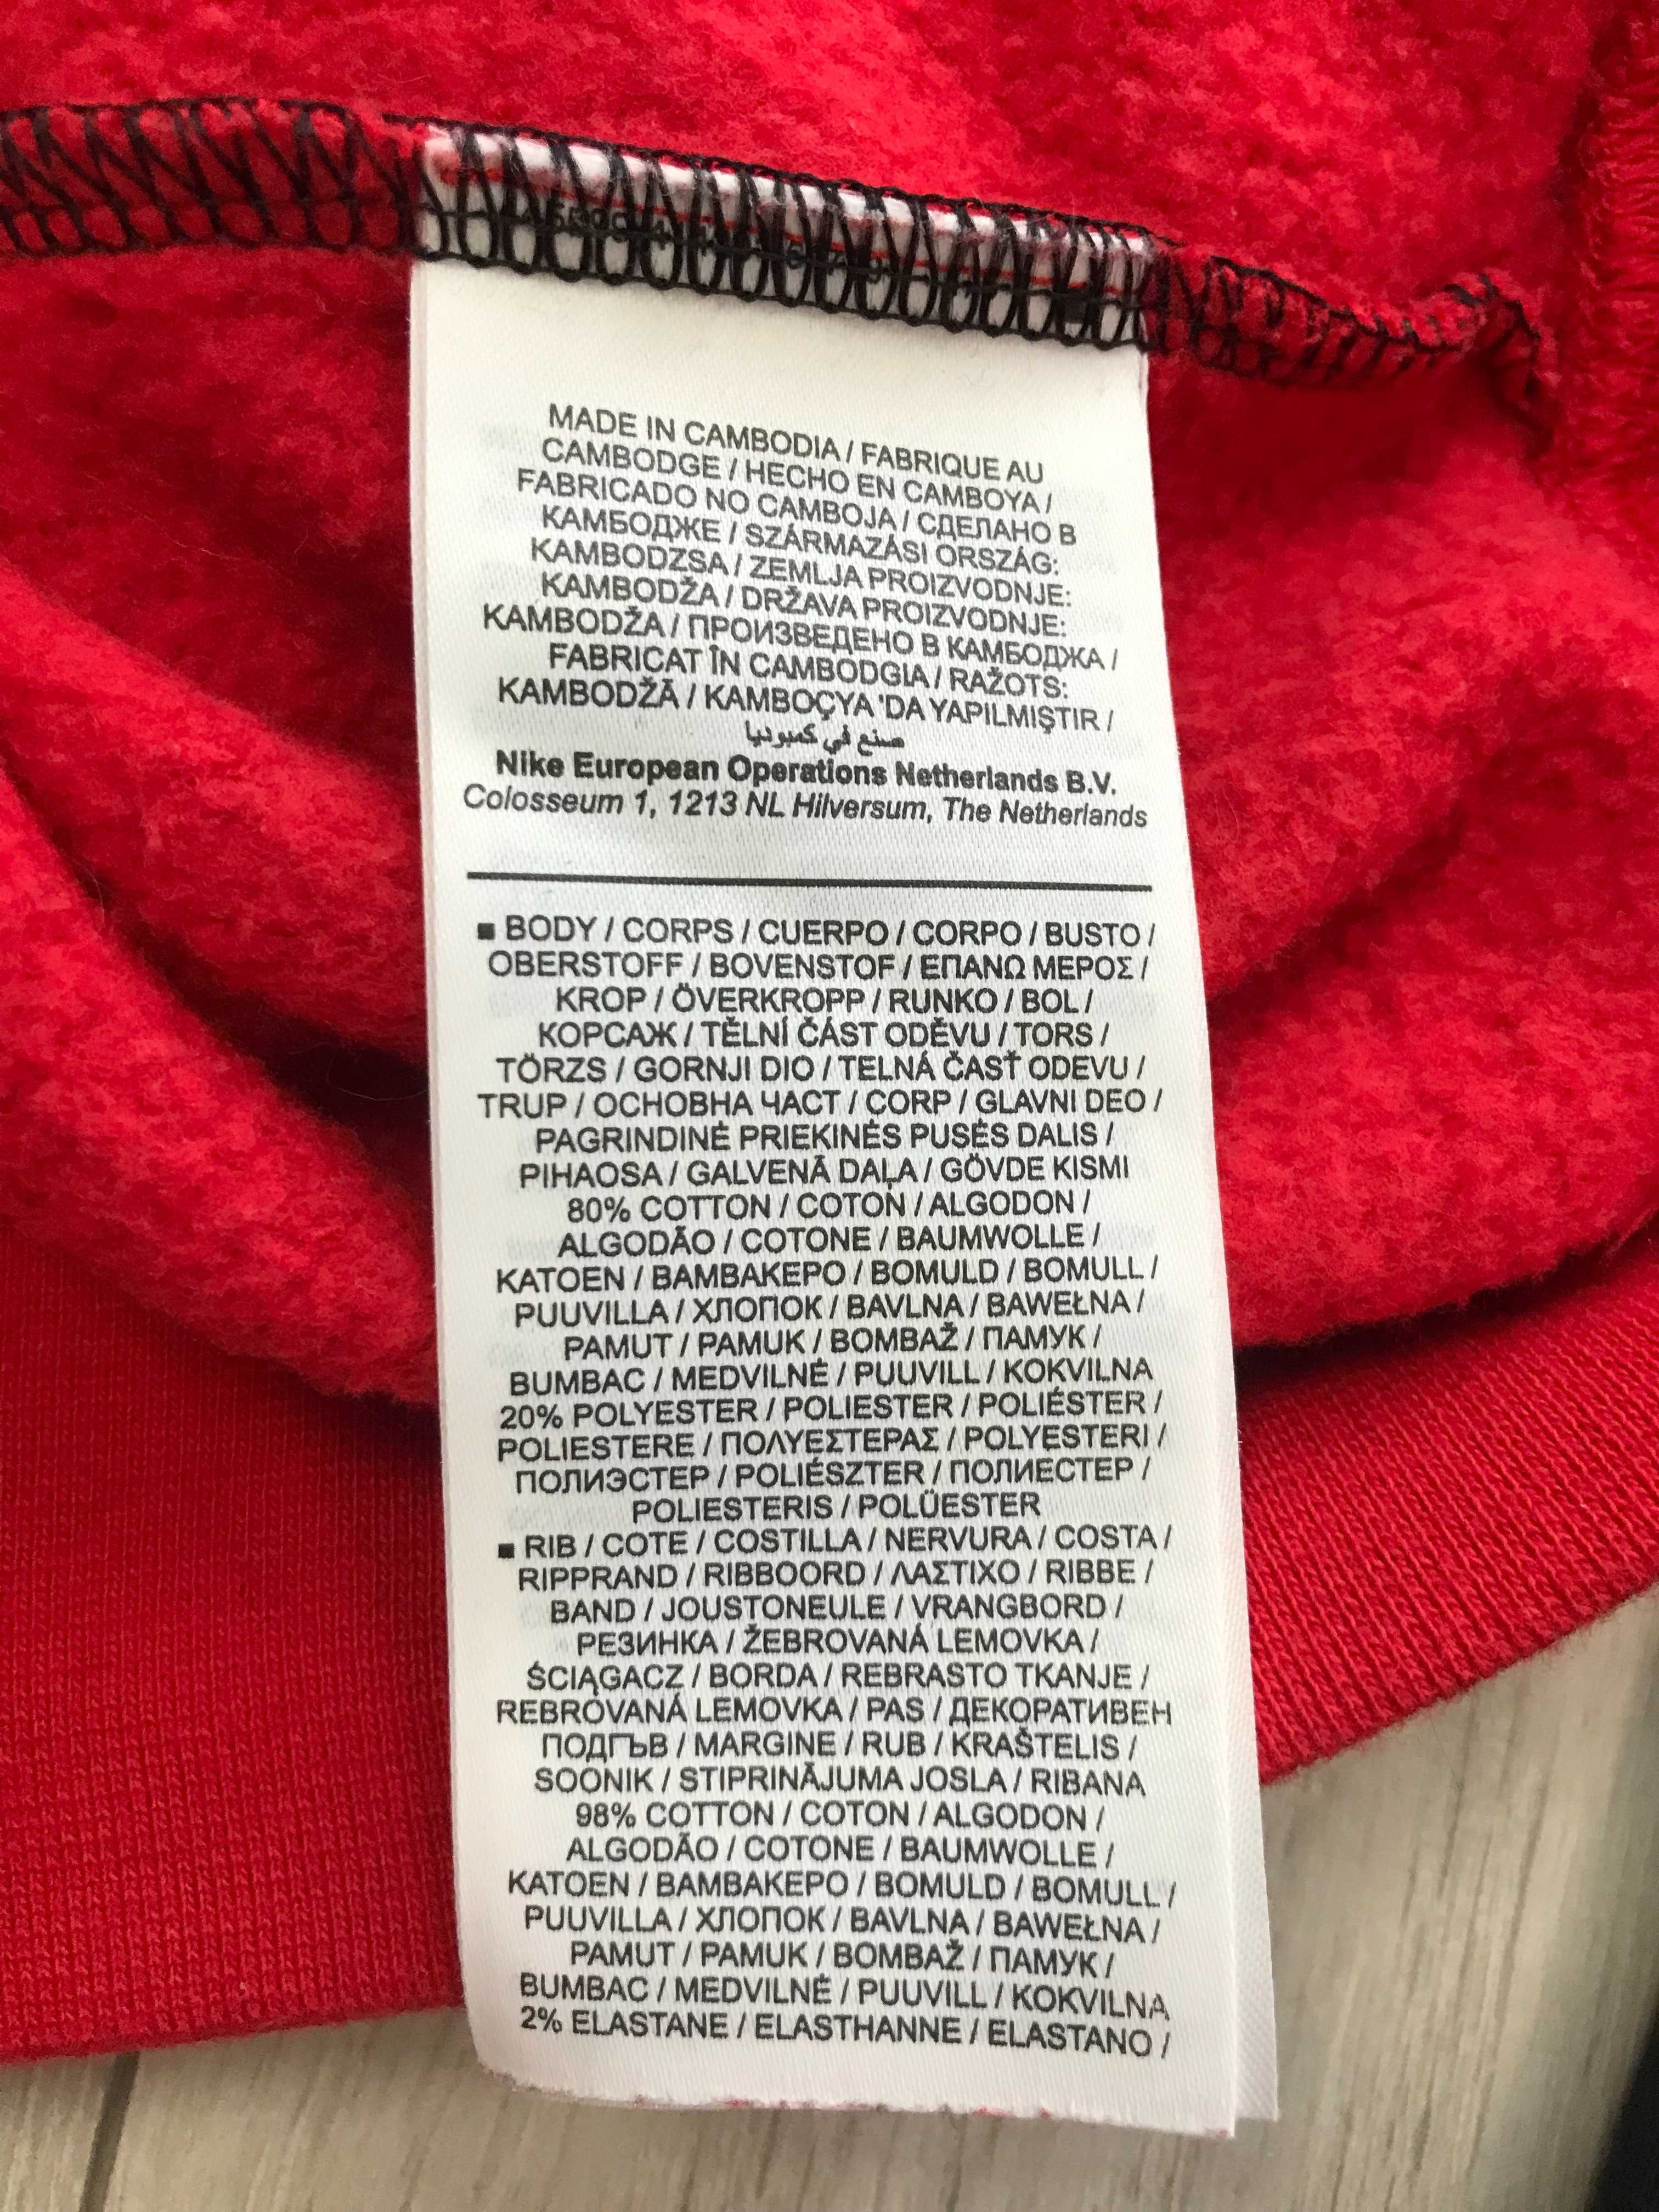 MADE IN CAMBODIA / FABRIQUE AU
CAMBODGE / HECHO EN CAMBOYA /
FABRICADO NO CAMBOJA / СДЕЛАНО В
КАМБОДЖЕ / SZÁRMAZÁSI ORSZÁG:
KAMBODZSA / ZEMLJA PROIZVODNJE:
KAMBODŽA / DRŽAVA PROIZVODNJE:
KAMBODŽA / ПРОИЗВЕДЕНО В КАМБОДЖА /
FABRICAT ÎN CAMBODGIA / RAŽOTS:
KAMBODŽĀ / KAMBOÇYA 'DA YAPILMIŞTIR /
صنع في كمبوديا
Nike European Operations Netherlands B.V.
Colosseum 1, 1213 NL Hilversum, The Netherlands
▪ BODY / CORPS / CUERPO / CORPO / BUSTO /
OBERSTOFF / BOVENSTOF / ΕΠΑΝΩ ΜΕΡΟΣ /
KROP / ÖVERKROPP / RUNKO / BOL /
КОРСАЖ / TĚLNÍ ČÁST ODĚVU / TORS /
TÖRZS / GORNJI DIO / TELNÁ ČASŤ ODEVU /
TRUP / ОСНОВНА ЧАСТ / CORP / GLAVNI DEO /
PAGRINDINĖ PRIEKINĖS PUSĖS DALIS /
PIHAOSA / GALVENĀ DAĻA / GÖVDE KISMI
80% COTTON / COTON / ALGODON /
ALGODÃO / COTONE / BAUMWOLLE /
KATOEN / ΒΑΜΒΑΚΕΡΟ / BOMULD / BOMULL /
PUUVILLA / ХЛОПОК / BAVLNA / BAWEŁNA /
PAMUT / PAMUK / BOMBAŽ / ПАМУК /
BUMBAC / MEDVILNĖ / PUUVILL / KOKVILNA
20% POLYESTER / POLIESTER / POLIÉSTER /
POLIESTERE / ΠΟΛΥΕΣΤΕΡΑΣ / POLYESTERI /
ПОЛИЭСТЕР / POLIÉSZTER / ПОЛИЕСТЕР /
POLIESTERIS / POLÜESTER
▪ RIB / COTE / COSTILLA / NERVURA / COSTA /
RIPPRAND / RIBBOORD / ΛΑΣΤΙΧΟ / RIBBE /
BAND / JOUSTONEULE / VRANGBORD /
РЕЗИНКА / ŽEBROVANÁ LEMOVKA /
ŚCIĄGACZ / BORDA / REBRASTO TKANJE /
REBROVANÁ LEMOVKA / PAS / ДЕКОРАТИВЕН
ПОДГЪВ / MARGINE / RUB / KRAŠTELIS /
SOONIK / STIPRINĀJUMA JOSLA / RIBANA
98% COTTON / COTON / ALGODON /
ALGODÃO / COTONE / BAUMWOLLE /
KATOEN / ΒΑΜΒΑΚΕΡΟ / BOMULD / BOMULL /
PUUVILLA / ХЛОПОК / BAVLNA / BAWEŁNA /
PAMUT / PAMUK / BOMBAŽ / ПАМУК /
BUMBAC / MEDVILNĖ / PUUVILL / KOKVILNA
2% ELASTANE / ELASTHANNE / ELASTANO /